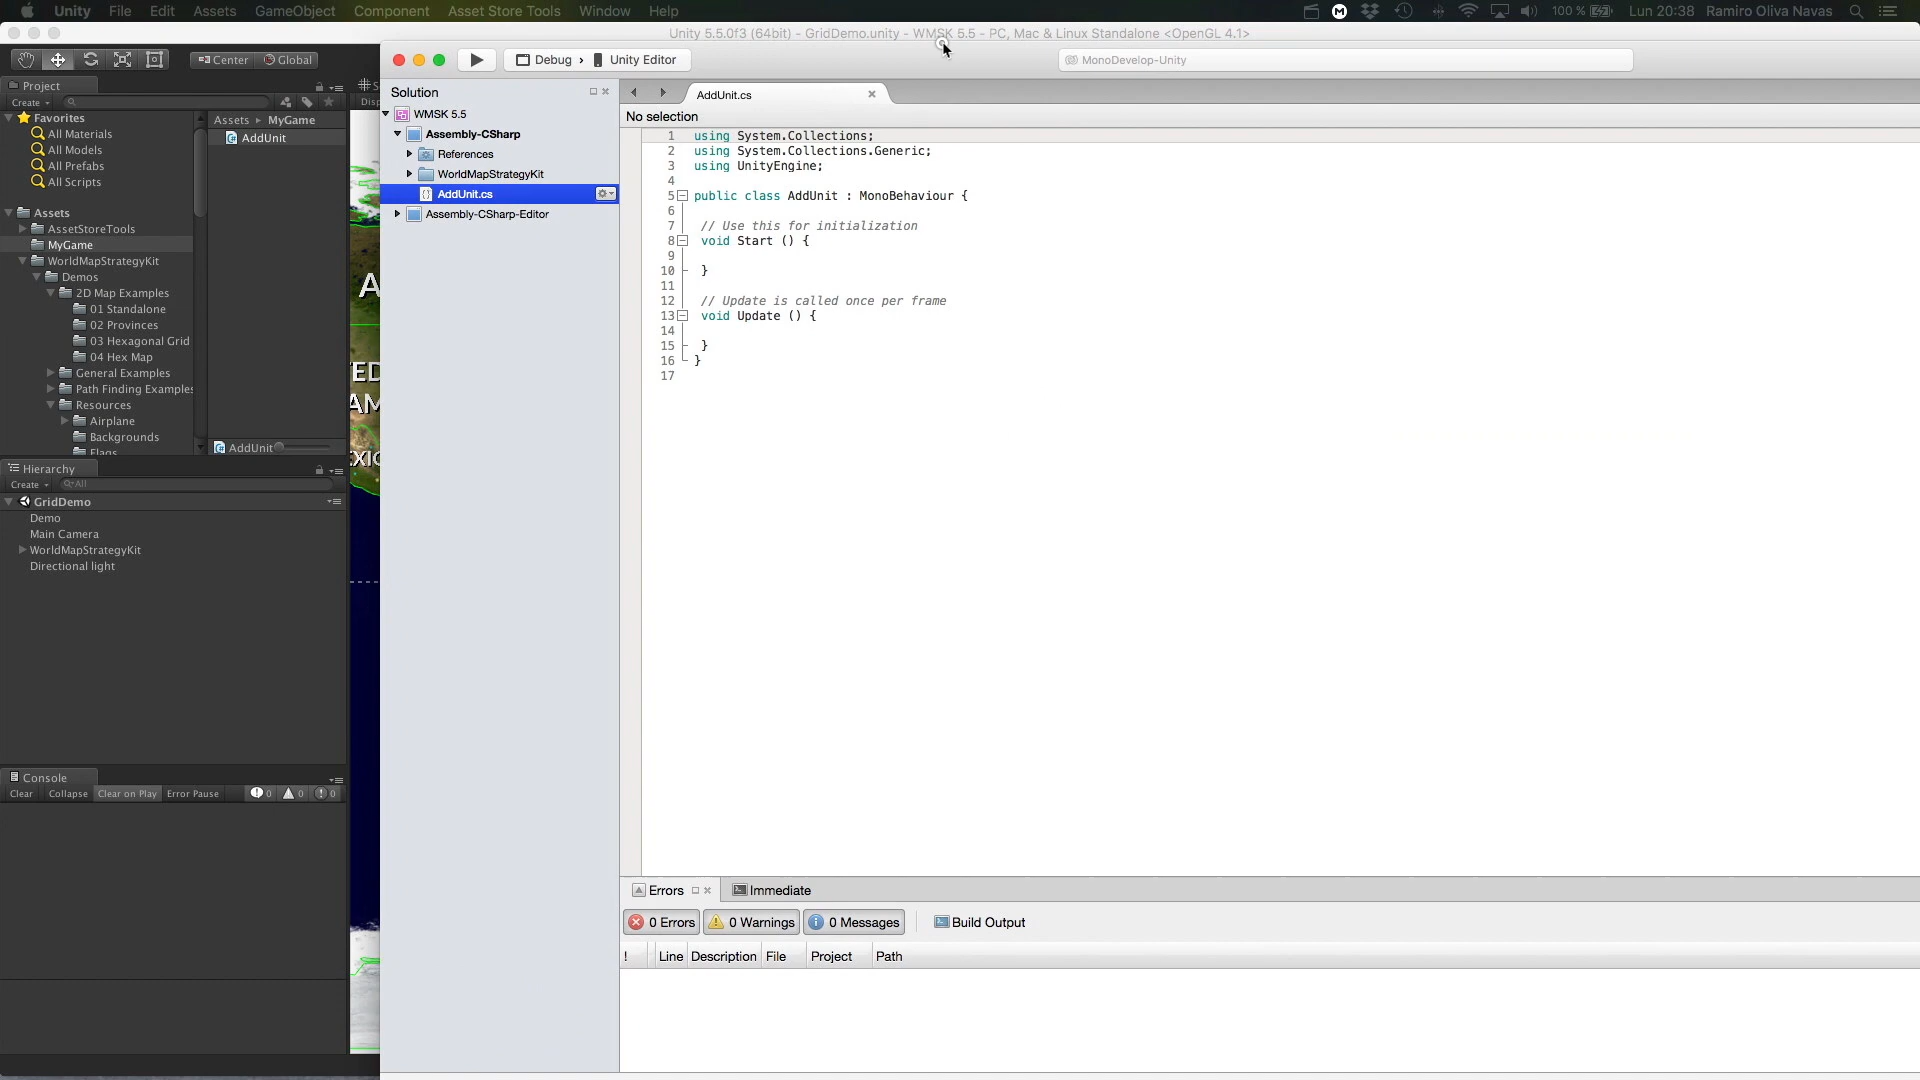 Unity File Edit Assets GameObject Component Asset Store Tools Window Help 100 % Lun 20:38 Ramiro Oliva Navas
Unity 5.5.0f3 (64bit) - GridDemo.unity - WMSK 5.5 - PC, Mac & Linux Standalone <OpenGL 4.1>
Center Global
Debug › Unity Editor
MonoDevelop-Unity
Project
Create
Favorites
All Materials
All Models
All Prefabs
All Scripts
Assets
AssetStoreTools
MyGame
WorldMapStrategyKit
Demos
2D Map Examples
01 Standalone
02 Provinces
03 Hexagonal Grid
04 Hex Map
General Examples
Path Finding Examples
Resources
Airplane
Backgrounds
Flags
Assets ▸ MyGame
AddUnit
AddUnit
Hierarchy
Create All
GridDemo
Demo
Main Camera
WorldMapStrategyKit
Directional light
Console
Clear Collapse Clear on Play Error Pause 0 0 0
Solution
WMSK 5.5
Assembly-CSharp
References
WorldMapStrategyKit
AddUnit.cs
Assembly-CSharp-Editor
AddUnit.cs
No selection
1 using System.Collections;
2 using System.Collections.Generic;
3 using UnityEngine;
4
5 public class AddUnit : MonoBehaviour {
6
7 // Use this for initialization
8 void Start () {
9
10 }
11
12 // Update is called once per frame
13 void Update () {
14
15 }
16 }
17
Errors Immediate
0 Errors 0 Warnings 0 Messages Build Output
! Line Description File Project Path